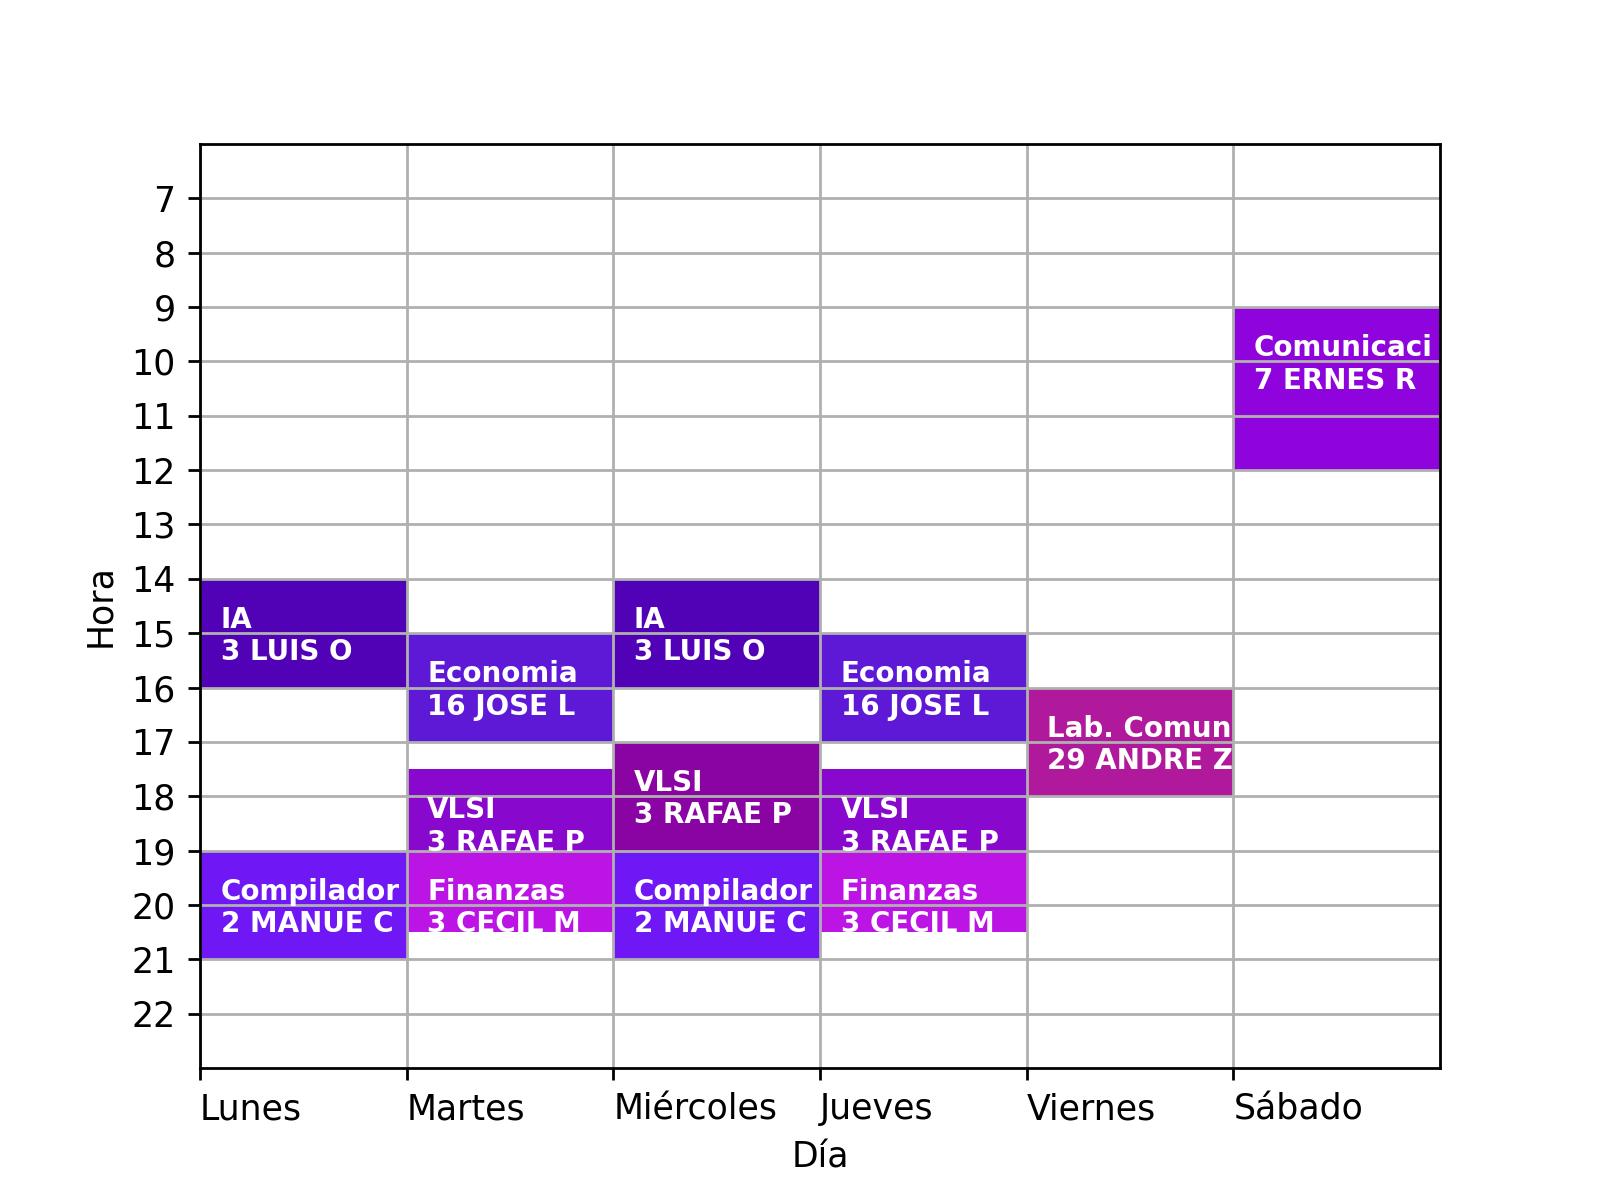 7
8
9
Comunicaci
10
7 ERNES R
11
12
13
Hora
14
IA
IA
15
3 LUIS O
3 LUIS O
Economia
Economia
16
16 JOSE L
16 JOSE L
Lab. Comun
17
29 ANDRE Z
VLSI
3 RAFAE P
18
VLSI
VLSI
3 RAFAE P
3 RAFAE P
19
Compilador
Finanzas
Compilador
Finanzas
20
2 MANUE C
3 CECIL M
2 MANUE C
3 CECIL M
21
22
Lunes
Martes
Miércoles
Jueves
Viernes
Sábado
Día